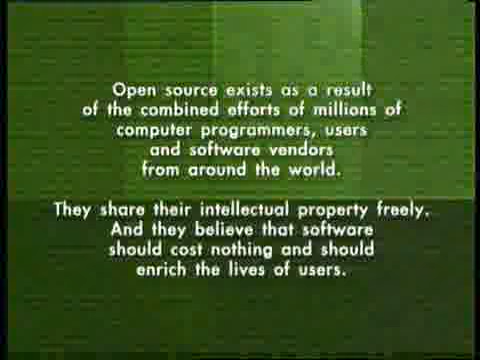 Open source exists as a result
of the combined efforts of millions of
computer programmers, users
and software vendors
from around the world.
They share their intellectual property freely.
And they believe that software
should cost nothing and should
enrich the lives of users.